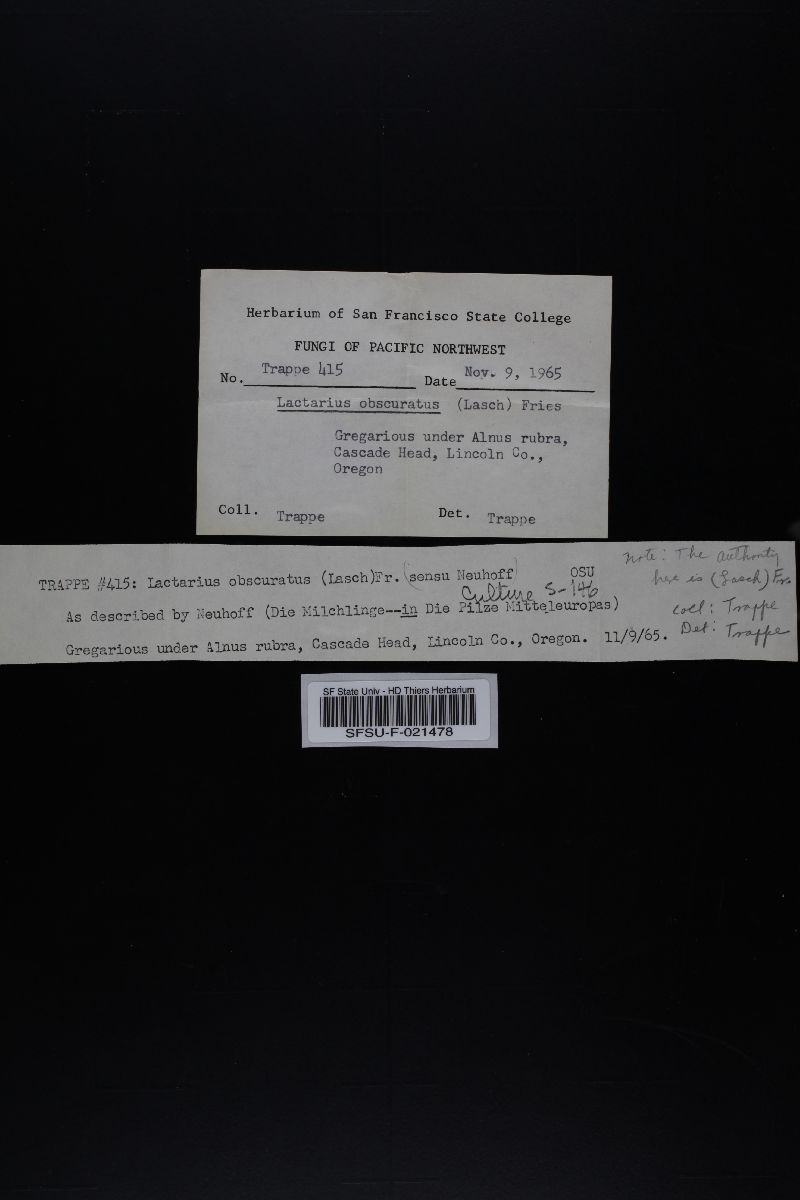 Herbarium of San Francisco State College
FUNGI OF PACIFIC NORTHWEST
No. Trappe 415 Date Nov. 9, 1965
Lactarius obscuratus (Lasch) Fries
Gregarious under Alnus rubra,
Cascade Head, Lincoln Co.,
Oregon
Coll. Trappe Det. Trappe
TRAPPE #415: Lactarius obscuratus (Lasch)Fr. (sensu Neuhoff) OSU
Culture S-146
As described by Neuhoff (Die Milchlinge--in Die Pilze Mitteleuropas)
Gregarious under Alnus rubra, Cascade Head, Lincoln Co., Oregon. 11/9/65.
Note: The authority
here is (Lasch) Frs
coll: Trappe
Det: Trappe
SF State Univ - HD Thiers Herbarium
SFSU-F-021478